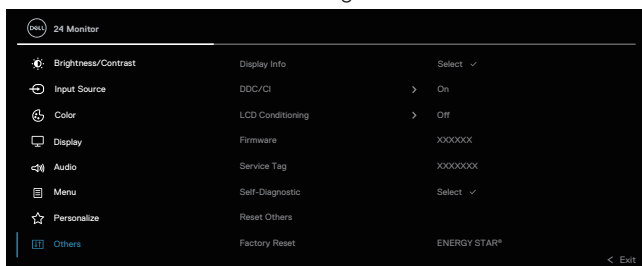 DELL 24 Monitor
Brightness/Contrast Display Info Select ✓
Input Source DDC/CI > On
Color LCD Conditioning > Off
Display Firmware XXXXXX
Audio Service Tag XXXXXXX
Menu Self-Diagnostic Select ✓
Personalize Reset Others
Others Factory Reset ENERGY STAR®
< Exit